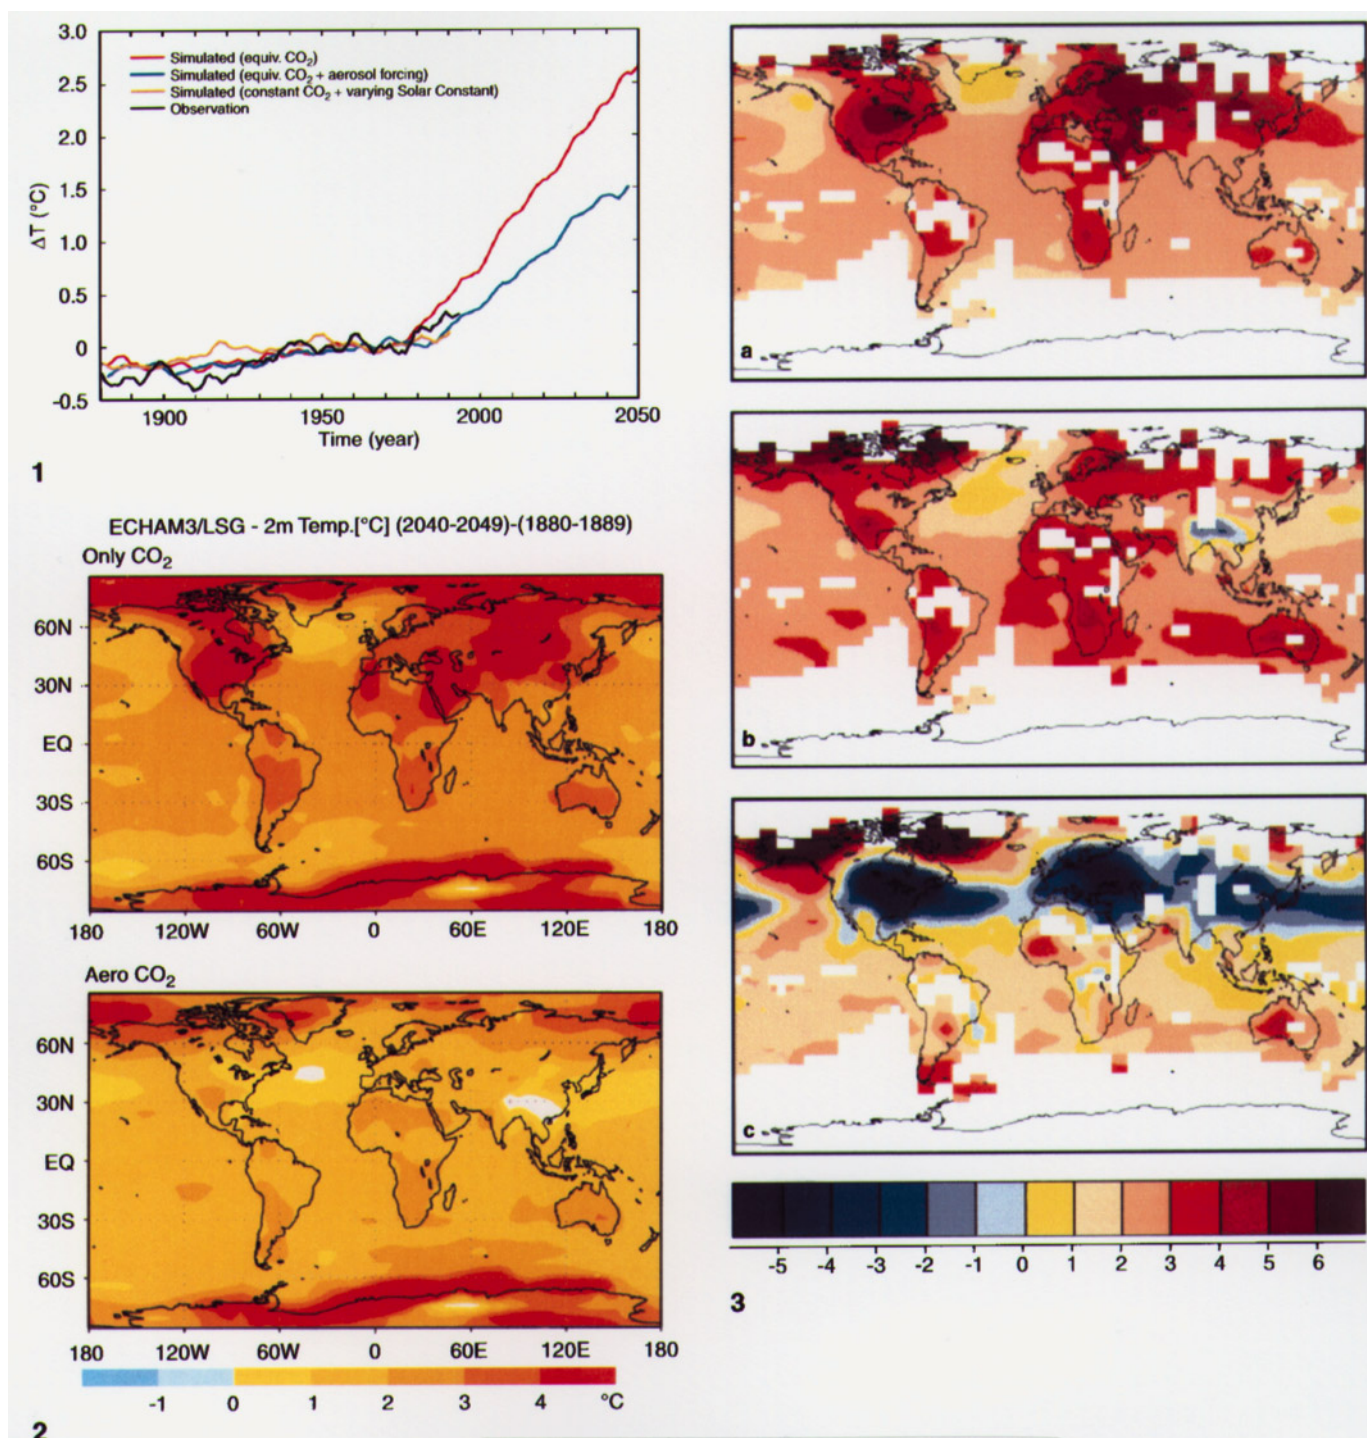 3.0
2.5
2.0
1.5
1.0
0.5
0
-0.5
ΔT (°C)
Simulated (equiv. CO₂)
Simulated (equiv. CO₂ + aerosol forcing)
Simulated (constant CO₂ + varying Solar Constant)
Observation
1900 1950 2000 2050
Time (year)
1
ECHAM3/LSG - 2m Temp.[°C] (2040-2049)-(1880-1889)
Only CO₂
60N
30N
EQ
30S
60S
180 120W 60W 0 60E 120E 180
Aero CO₂
60N
30N
EQ
30S
60S
180 120W 60W 0 60E 120E 180
-1 0 1 2 3 4 °C
2
a
b
c
-5 -4 -3 -2 -1 0 1 2 3 4 5 6
3